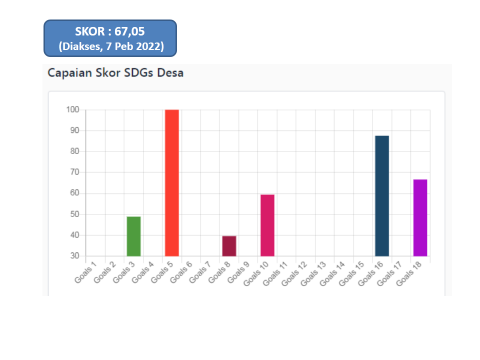 SKOR : 67,05
(Diakses, 7 Peb 2022)
Capaian Skor SDGs Desa
100
90
80
70
60
50
40
30
Goals 1
Goals 2
Goals 3
Goals 4
Goals 5
Goals 6
Goals 7
Goals 8
Goals 9
Goals 10
Goals 11
Goals 12
Goals 13
Goals 14
Goals 15
Goals 16
Goals 17
Goals 18